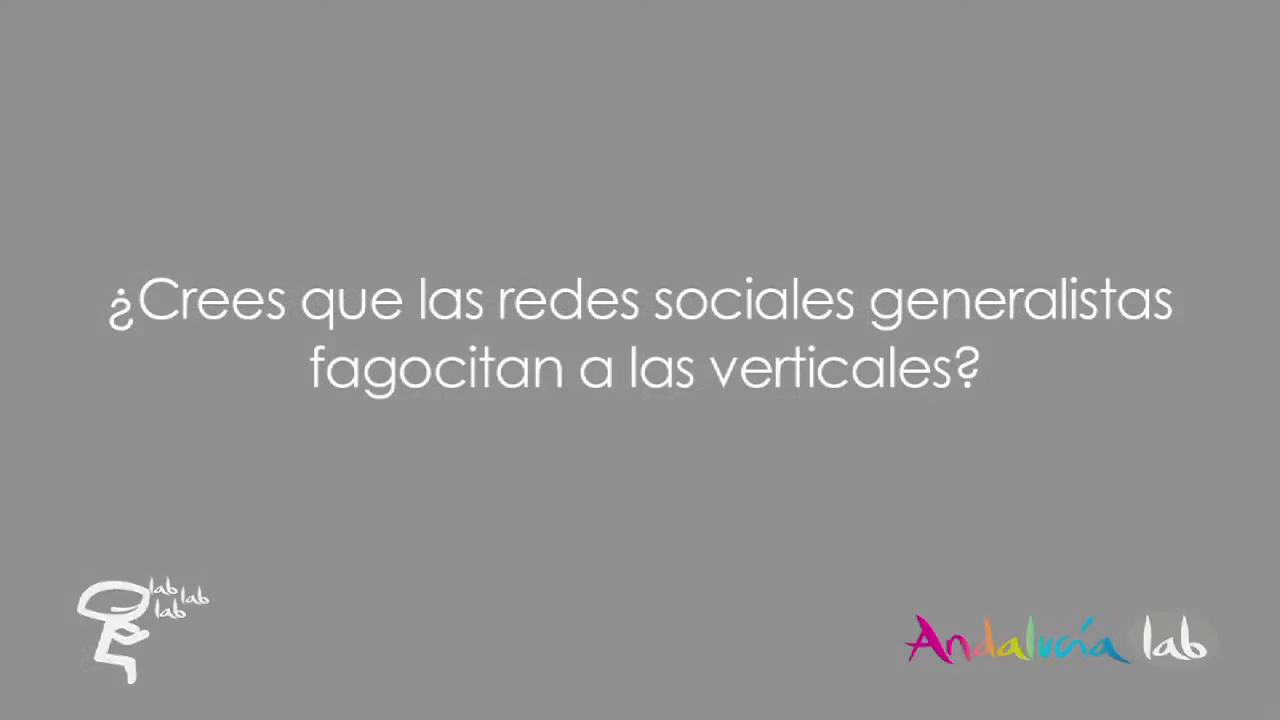 ¿Crees que las redes sociales generalistas
fagocitan a las verticales?
lab
lab
lab
Andalucía lab